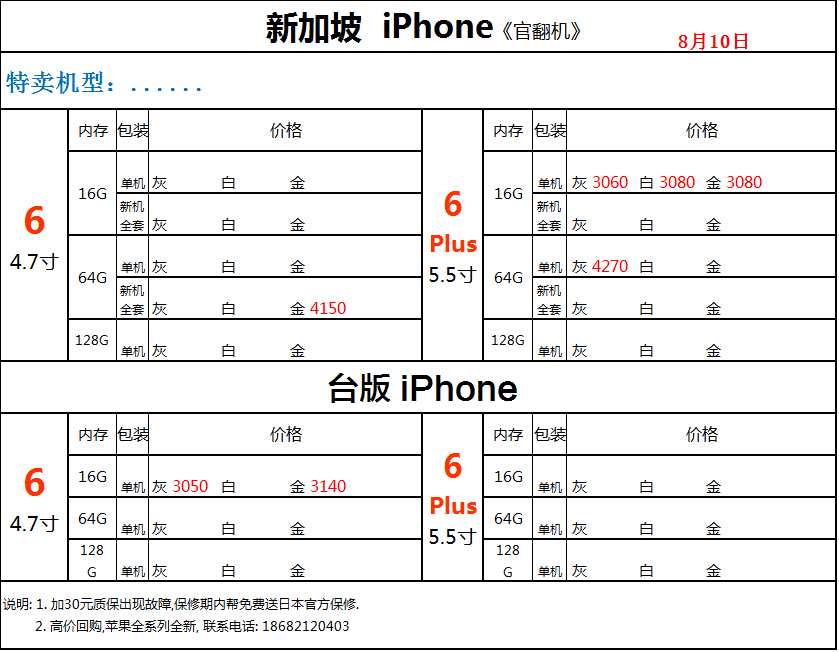 新加坡 iPhone《官翻机》
8月10日
特卖机型：......
6
4.7寸
内存 包装 价格
16G 单机 灰 白 金
新机全套 灰 白 金
64G 单机 灰 白 金
新机全套 灰 白 金 4150
128G 单机 灰 白 金
6
Plus
5.5寸
内存 包装 价格
16G 单机 灰 3060 白 3080 金 3080
新机全套 灰 白 金
64G 单机 灰 4270 白 金
新机全套 灰 白 金
128G 单机 灰 白 金
台版 iPhone
6
4.7寸
内存 包装 价格
16G 单机 灰 3050 白 金 3140
64G 单机 灰 白 金
128G 单机 灰 白 金
6
Plus
5.5寸
内存 包装 价格
16G 单机 灰 白 金
64G 单机 灰 白 金
128G 单机 灰 白 金
说明: 1. 加30元质保出现故障,保修期内帮免费送日本官方保修.
2. 高价回购,苹果全系列全新, 联系电话: 18682120403